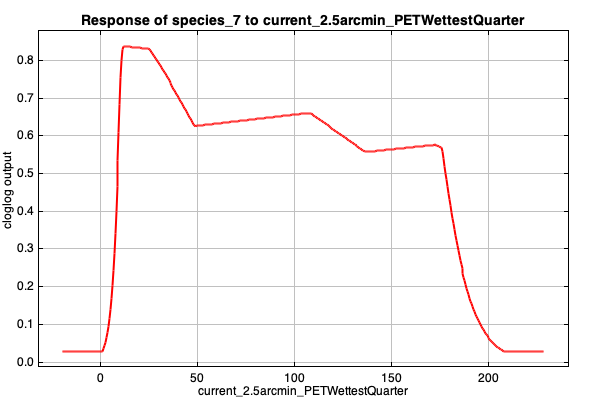 Response of species_7 to current_2.5arcmin_PETWettestQuarter
cloglog output
0.8
0.7
0.6
0.5
0.4
0.3
0.2
0.1
0.0
0 50 100 150 200
current_2.5arcmin_PETWettestQuarter